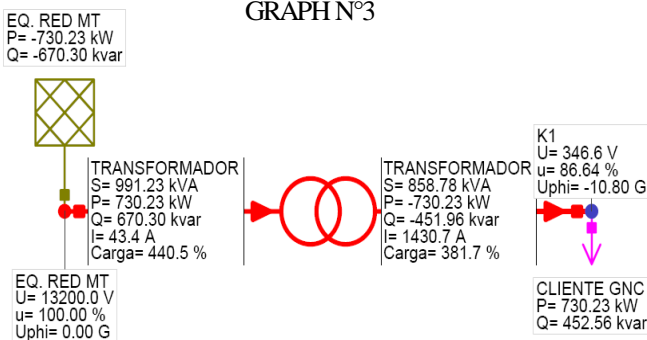 GRAPH N°3
EQ. RED MT
P= -730.23 kW
Q= -670.30 kvar
TRANSFORMADOR
S= 991.23 kVA
P= 730.23 kW
Q= 670.30 kvar
I= 43.4 A
Carga= 440.5 %
TRANSFORMADOR
S= 858.78 kVA
P= -730.23 kW
Q= -451.96 kvar
I= 1430.7 A
Carga= 381.7 %
K1
U= 346.6 V
u= 86.64 %
Uphi= -10.80 G
EQ. RED MT
U= 13200.0 V
u= 100.00 %
Uphi= 0.00 G
CLIENTE GNC
P= 730.23 kW
Q= 452.56 kvar